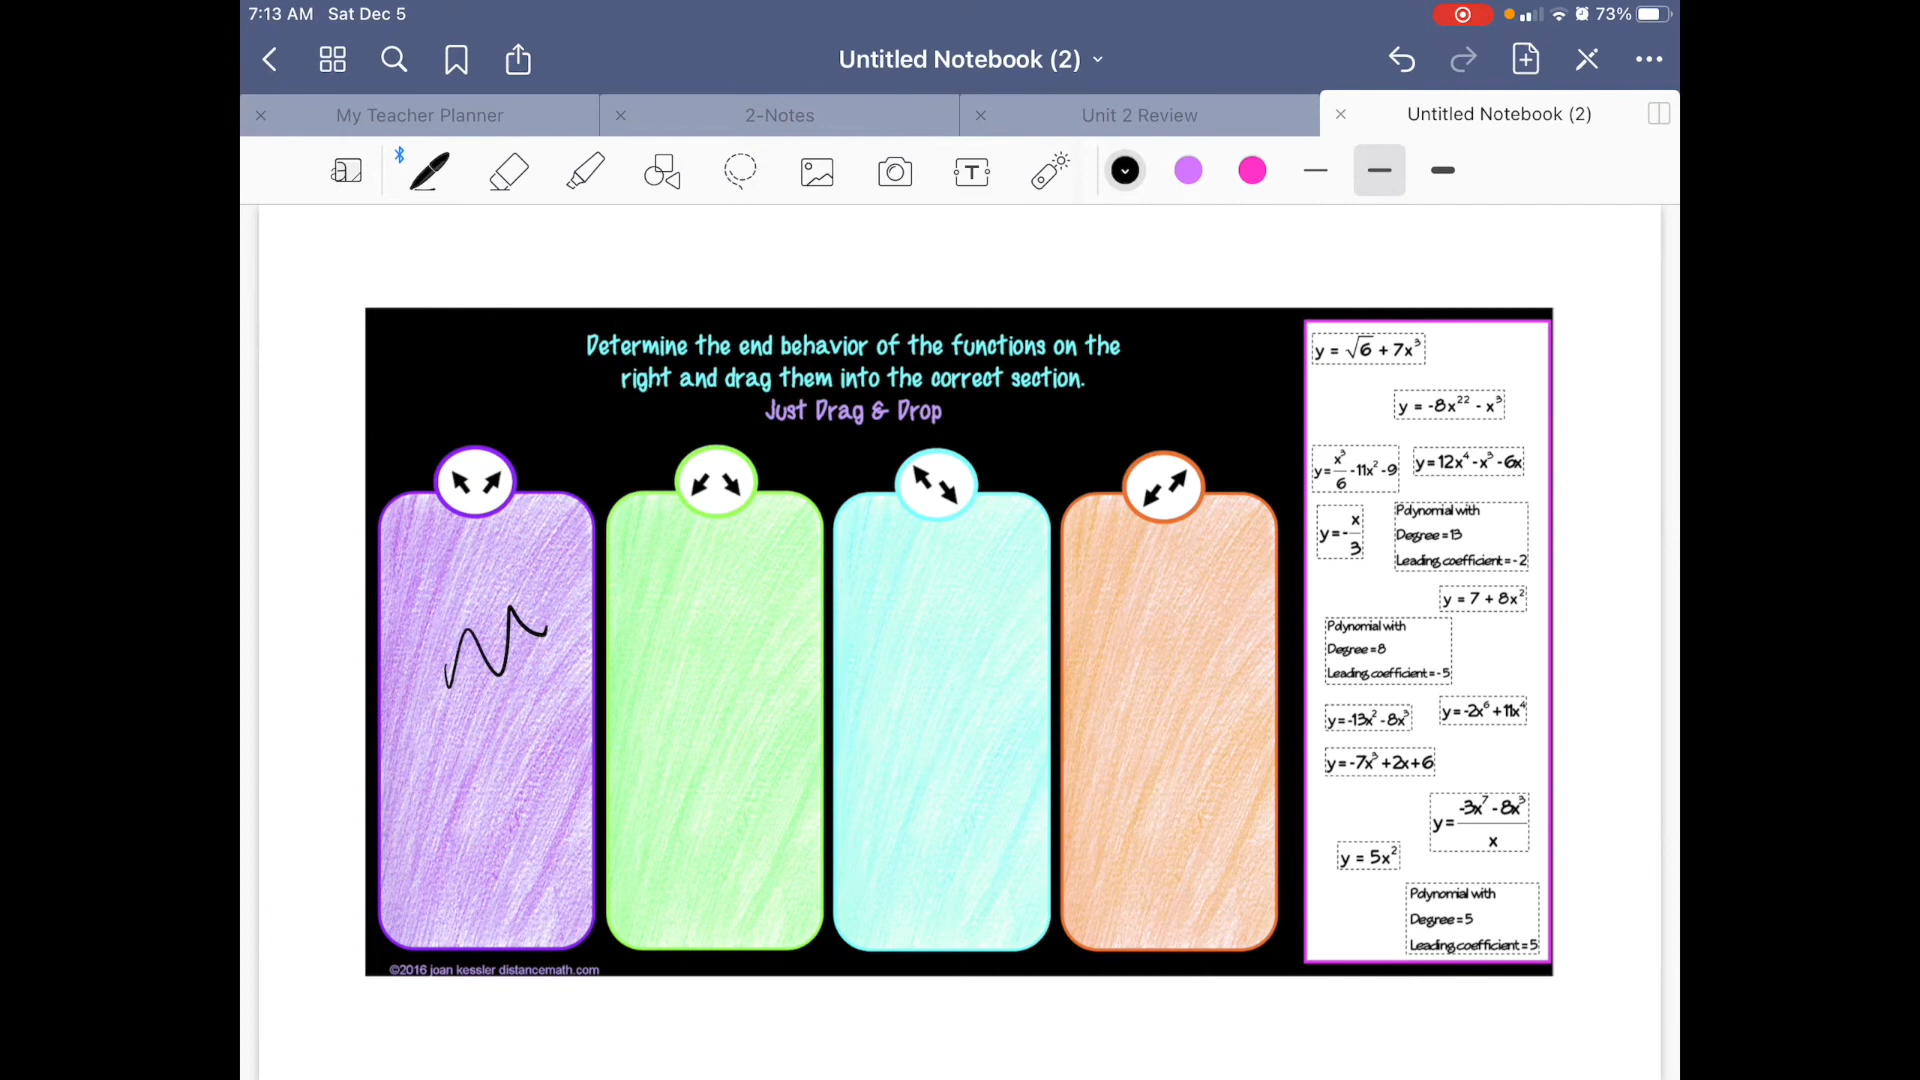 7:13 AM Sat Dec 5
73%
Untitled Notebook (2)
My Teacher Planner
2-Notes
Unit 2 Review
Untitled Notebook (2)
Determine the end behavior of the functions on the
right and drag them into the correct section.
Just Drag & Drop
y = √6 + 7x³
y = -8x²² - x³
y = x³/6 - 11x² - 9
y = 12x⁴ - x³ - 6x
y = - x/3
Polynomial with
Degree = 13
Leading coefficient = - 2
y = 7 + 8x²
Polynomial with
Degree = 8
Leading coefficient = - 5
y = -13x² - 8x³
y = -2x⁶ + 11x⁴
y = -7x³ + 2x + 6
y = (-3x⁷ - 8x³)/x
y = 5x²
Polynomial with
Degree = 5
Leading coefficient = 5
©2016 joan kessler distancemath.com